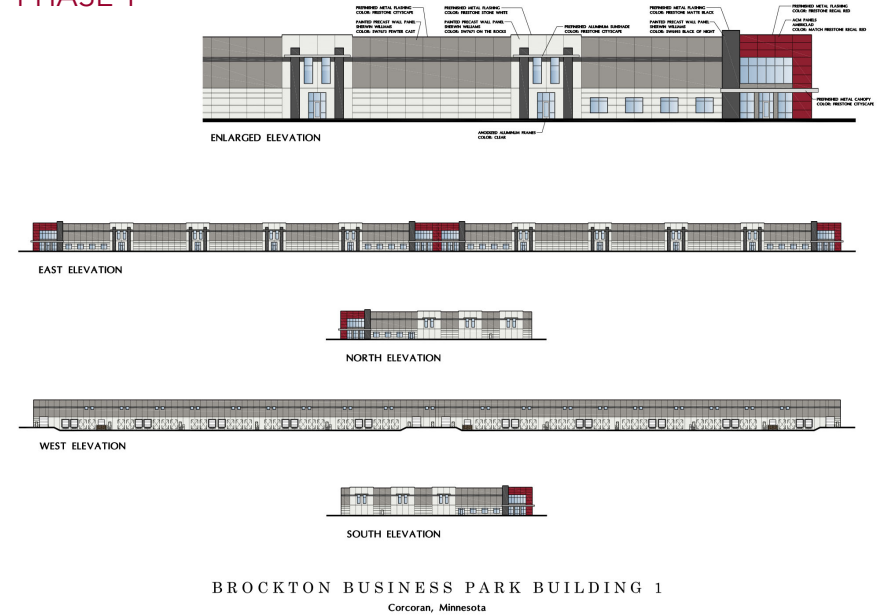 PHASE 1
PREFINISHED METAL FLASHING
COLOR: FIRESTONE CITYSCAPE
PAINTED PRECAST WALL PANEL
SHERWIN WILLIAMS
COLOR: SW7673 PEWTER CAST
PREFINISHED METAL FLASHING
COLOR: FIRESTONE STONE WHITE
PAINTED PRECAST WALL PANEL
SHERWIN WILLIAMS
COLOR: SW7671 ON THE ROCKS
PREFINISHED ALUMINUM SUNSHADE
COLOR: FIRESTONE CITYSCAPE
PREFINISHED METAL FLASHING
COLOR: FIRESTONE MATTE BLACK
PAINTED PRECAST WALL PANEL
SHERWIN WILLIAMS
COLOR: SW6993 BLACK OF NIGHT
PREFINISHED METAL FLASHING
COLOR: FIRESTONE REGAL RED
ACM PANELS
COLOR: MATCH FIRESTONE REGAL RED
PREFINISHED METAL CANOPY
COLOR: FIRESTONE CITYSCAPE
ANODIZED ALUMINUM FRAMES
COLOR: CLEAR
ENLARGED ELEVATION
EAST ELEVATION
NORTH ELEVATION
WEST ELEVATION
SOUTH ELEVATION
BROCKTON BUSINESS PARK BUILDING 1
Corcoran, Minnesota